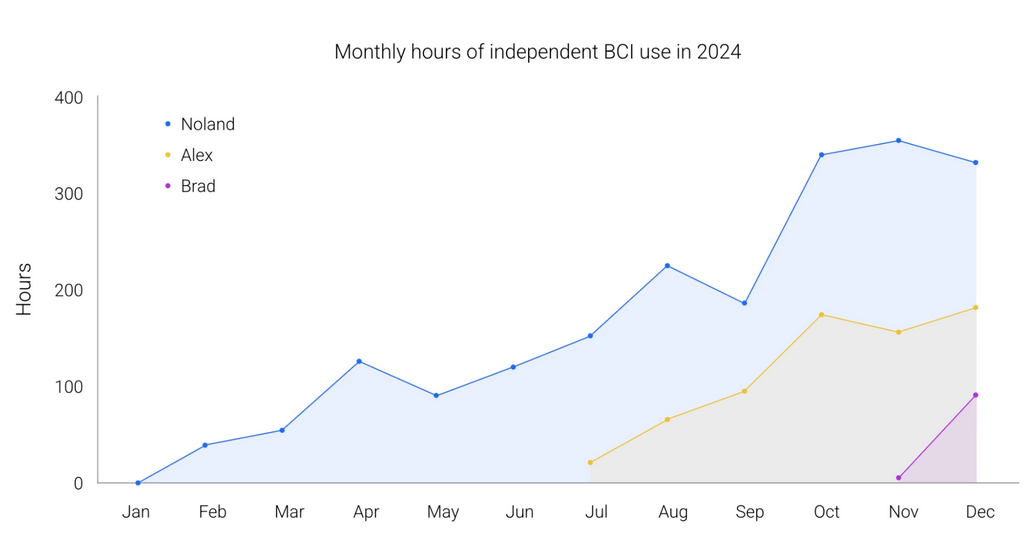 Monthly hours of independent BCI use in 2024
400
300
200
100
0
Hours
Noland
Alex
Brad
Jan Feb Mar Apr May Jun Jul Aug Sep Oct Nov Dec